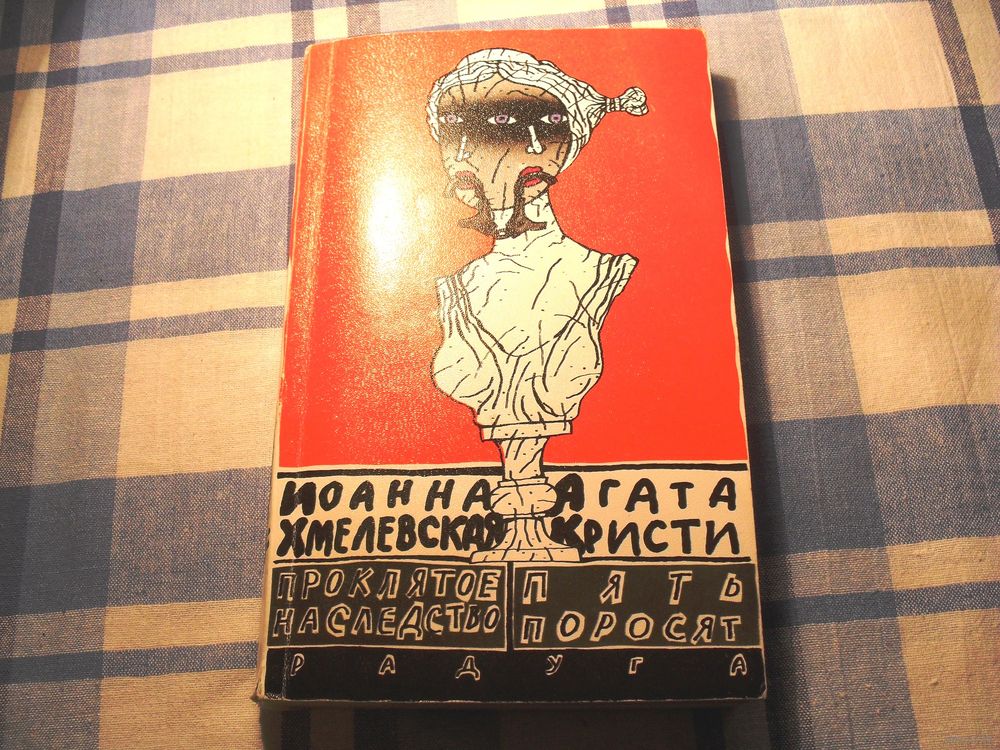 ИОАННА
ХМЕЛЕВСКАЯ
АГАТА
КРИСТИ
ПРОКЛЯТОЕ
НАСЛЕДСТВО
ПЯТЬ
ПОРОСЯТ
РАДУГА